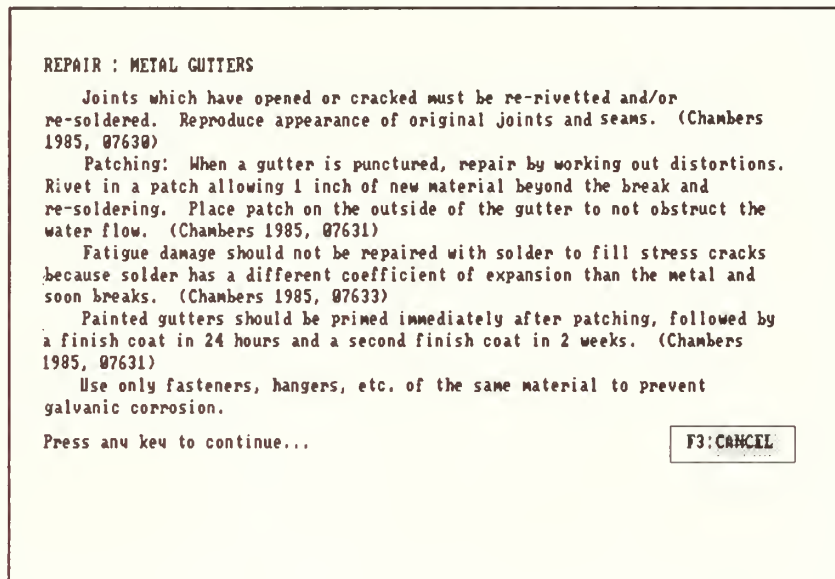 REPAIR : METAL GUTTERS
Joints which have opened or cracked must be re-rivetted and/or
re-soldered. Reproduce appearance of original joints and seams. (Chambers
1985, 07630)
Patching: When a gutter is punctured, repair by working out distortions.
Rivet in a patch allowing 1 inch of new material beyond the break and
re-soldering. Place patch on the outside of the gutter to not obstruct the
water flow. (Chambers 1985, 07631)
Fatigue damage should not be repaired with solder to fill stress cracks
because solder has a different coefficient of expansion than the metal and
soon breaks. (Chambers 1985, 07633)
Painted gutters should be primed immediately after patching, followed by
a finish coat in 24 hours and a second finish coat in 2 weeks. (Chambers
1985, 07631)
Use only fasteners, hangers, etc. of the same material to prevent
galvanic corrosion.
Press any key to continue...
F3:CANCEL